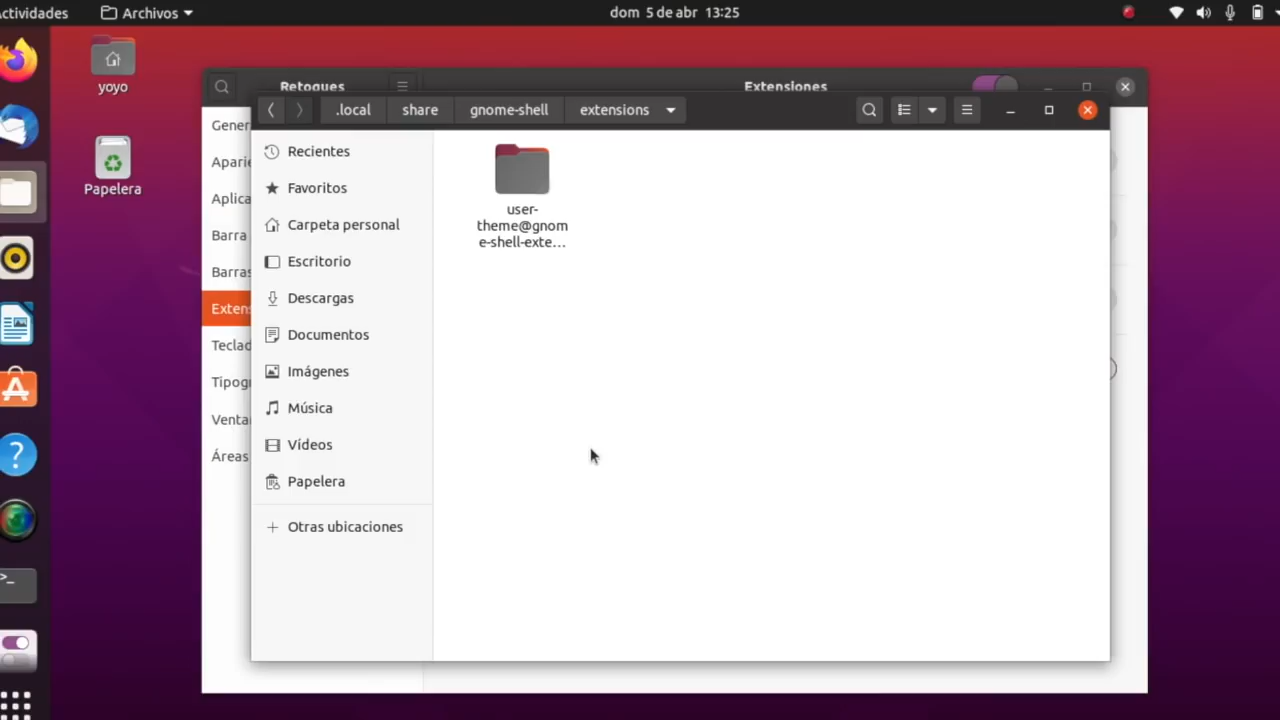 ctividades
Archivos
dom 5 de abr 13:25
yoyo
Papelera
Retoques
Extensiones
.local
share
gnome-shell
extensions
Gener
Aparie
Aplica
Barra
Barras
Extens
Teclad
Tipog
Venta
Áreas
Recientes
Favoritos
Carpeta personal
Escritorio
Descargas
Documentos
Imágenes
Música
Vídeos
Papelera
Otras ubicaciones
user-
theme@gnom
e-shell-exte...